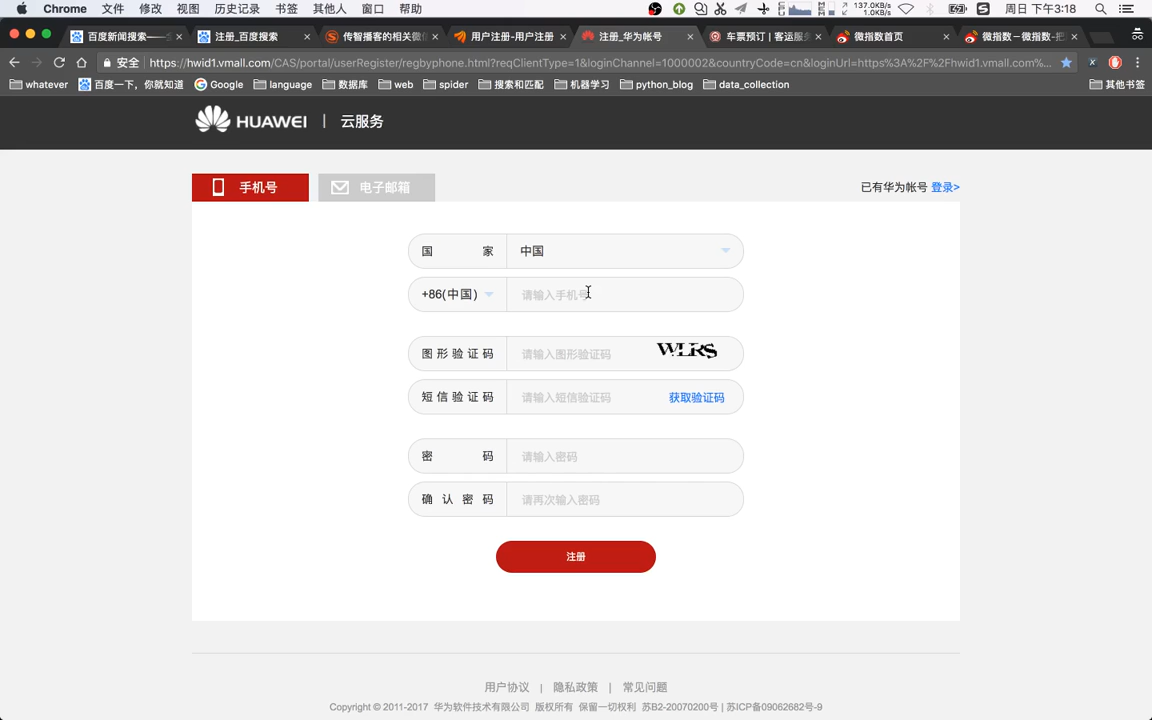 Chrome 文件 修改 视图 历史记录 书签 其他人 窗口 帮助 137.0KB/s 1.0KB/s 周日 下午3:18
百度新闻搜索—— 注册_百度搜索 传智播客的相关微 用户注册-用户注册 注册_华为帐号 车票预订 | 客运服务 微指数首页 微指数－微指数-把
安全 https://hwid1.vmall.com/CAS/portal/userRegister/regbyphone.html?reqClientType=1&loginChannel=1000002&countryCode=cn&loginUrl=https%3A%2F%2Fhwid1.vmall.com%...
whatever 百度一下，你就知道 Google language 数据库 web spider 搜索和匹配 机器学习 python_blog data_collection 其他书签
HUAWEI | 云服务
手机号 电子邮箱 已有华为帐号 登录>
国 家 中国
+86(中国) 请输入手机号
图形验证码 请输入图形验证码 WLRS
短信验证码 请输入短信验证码 获取验证码
密 码 请输入密码
确认密码 请再次输入密码
注册
用户协议 | 隐私政策 | 常见问题
Copyright © 2011-2017 华为软件技术有限公司 版权所有 保留一切权利 苏B2-20070200号 | 苏ICP备09062682号-9